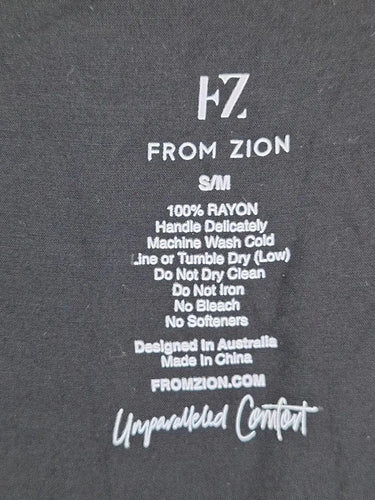 FZ
FROM ZION
S/M
100% RAYON
Handle Delicately
Machine Wash Cold
Line or Tumble Dry (Low)
Do Not Dry Clean
Do Not Iron
No Bleach
No Softeners
Designed In Australia
Made In China
FROMZION.COM
Unparalleled Comfort